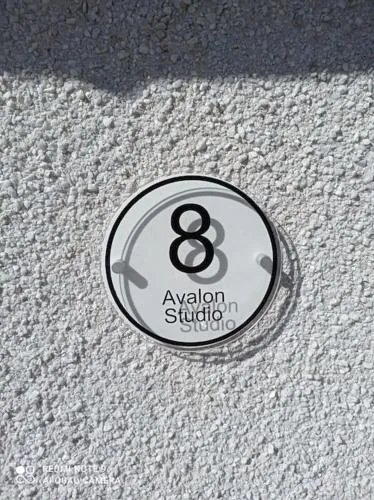 8
Avalon
Studio
REDMI NOTE 9
AI QUAD CAMERA